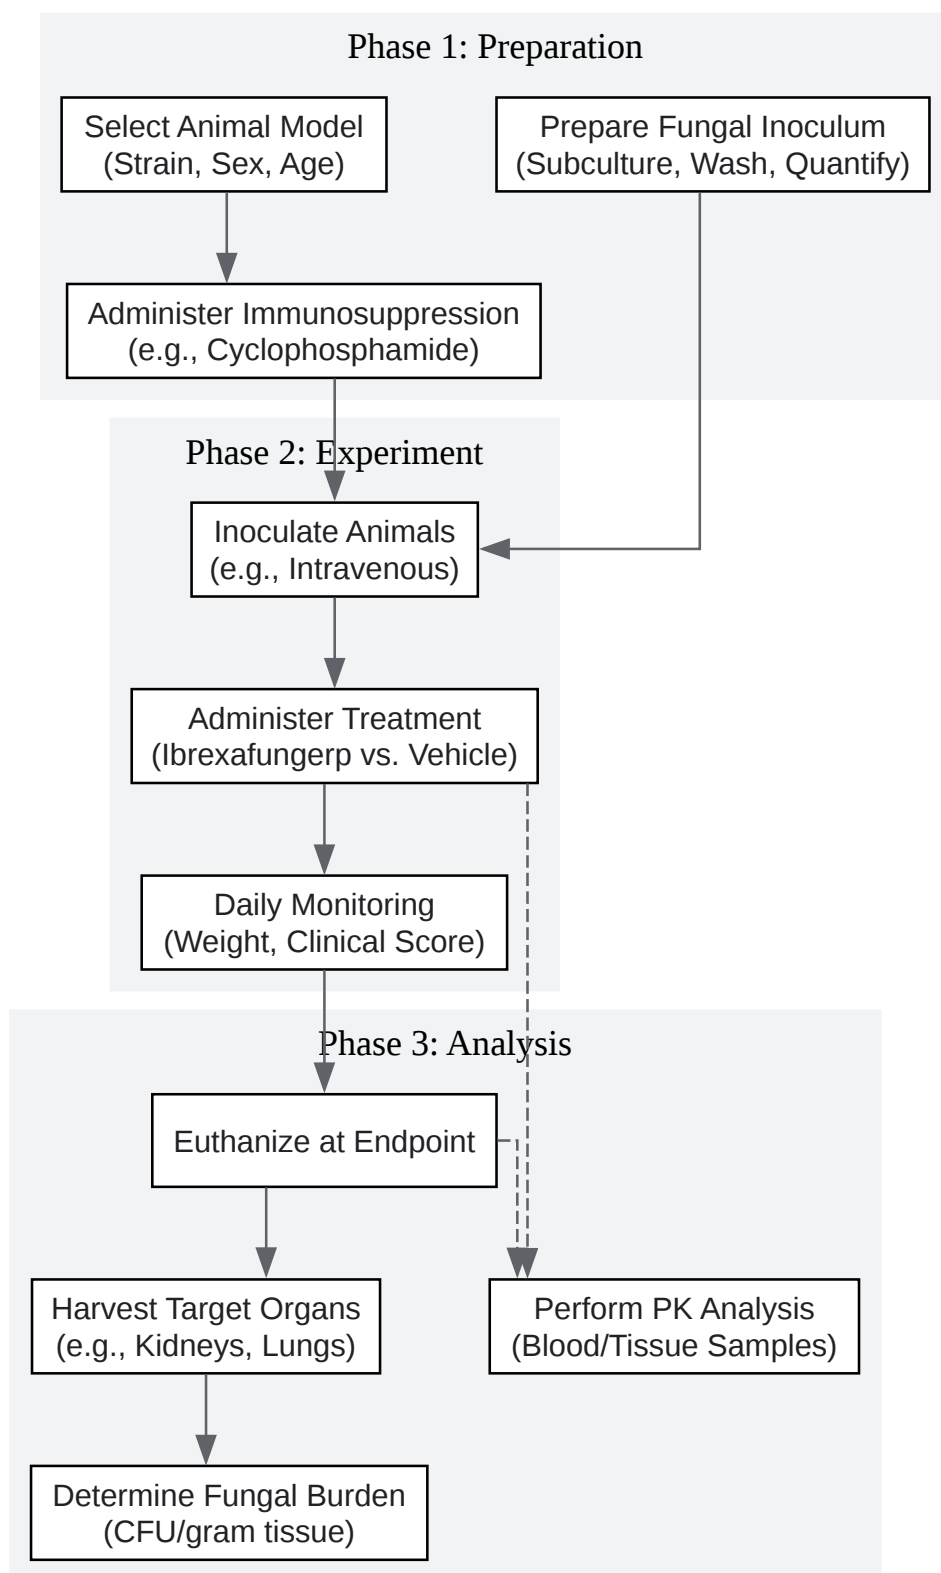 Phase 1: Preparation
Select Animal Model
(Strain, Sex, Age)
Prepare Fungal Inoculum
(Subculture, Wash, Quantify)
Administer Immunosuppression
(e.g., Cyclophosphamide)
Phase 2: Experiment
Inoculate Animals
(e.g., Intravenous)
Administer Treatment
(Ibrexafungerp vs. Vehicle)
Daily Monitoring
(Weight, Clinical Score)
Phase 3: Analysis
Euthanize at Endpoint
Harvest Target Organs
(e.g., Kidneys, Lungs)
Perform PK Analysis
(Blood/Tissue Samples)
Determine Fungal Burden
(CFU/gram tissue)